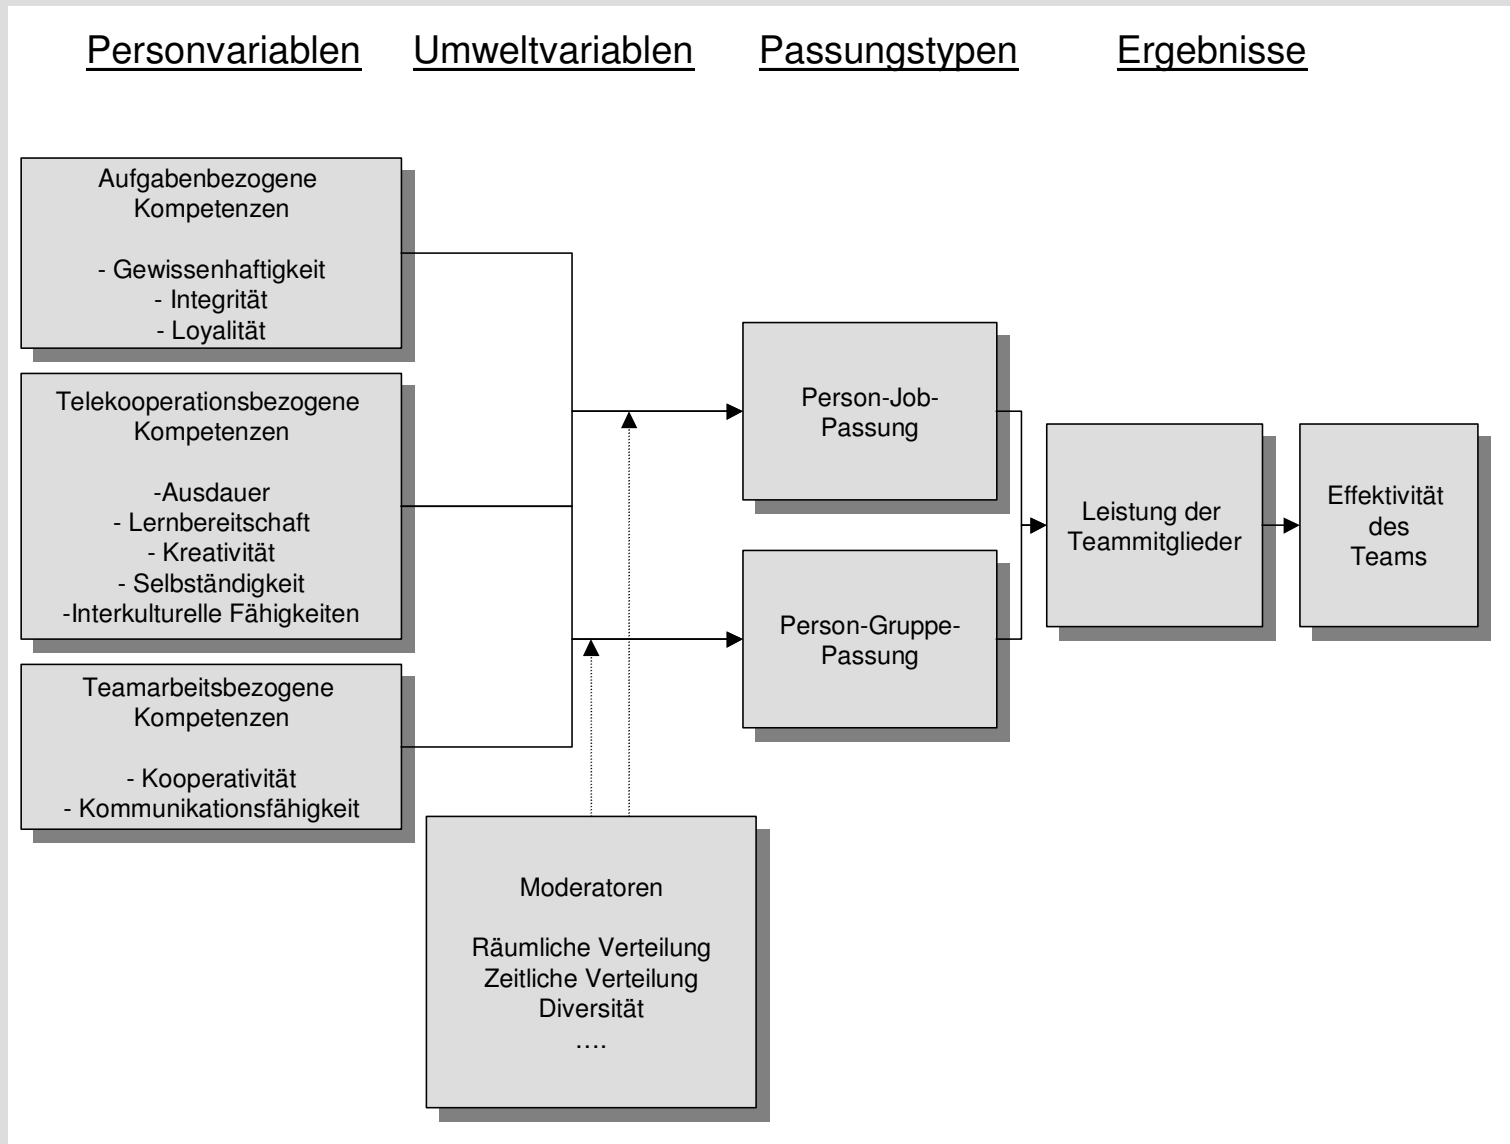 Personvariablen
Umweltvariablen
Passungstypen
Ergebnisse
Aufgabenbezogene
Kompetenzen
- Gewissenhaftigkeit
- Integrität
- Loyalität
Telekooperationsbezogene
Kompetenzen
-Ausdauer
- Lernbereitschaft
- Kreativität
- Selbständigkeit
-Interkulturelle Fähigkeiten
Teamarbeitsbezogene
Kompetenzen
- Kooperativität
- Kommunikationsfähigkeit
Moderatoren
Räumliche Verteilung
Zeitliche Verteilung
Diversität
....
Person-Job-
Passung
Person-Gruppe-
Passung
Leistung der
Teammitglieder
Effektivität
des
Teams